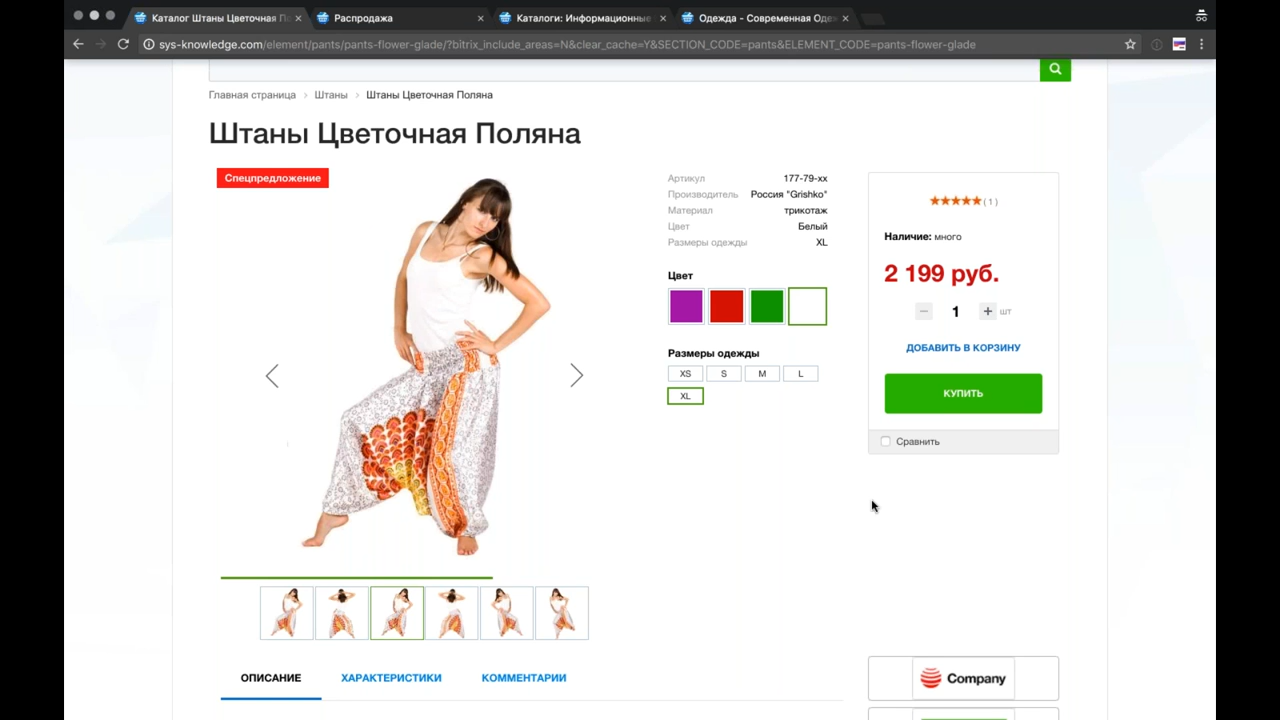 Каталог Штаны Цветочная По
Распродажа
Каталоги: Информационные
Одежда - Современная Оде
sys-knowledge.com/element/pants/pants-flower-glade/?bitrix_include_areas=N&clear_cache=Y&SECTION_CODE=pants&ELEMENT_CODE=pants-flower-glade
Главная страница > Штаны > Штаны Цветочная Поляна
Штаны Цветочная Поляна
Спецпредложение
Артикул 177-79-xx
Производитель Россия "Grishko"
Материал трикотаж
Цвет Белый
Размеры одежды XL
Цвет
Размеры одежды
XS S M L
XL
( 1 )
Наличие: много
2 199 руб.
− 1 + шт
ДОБАВИТЬ В КОРЗИНУ
КУПИТЬ
Сравнить
ОПИСАНИЕ ХАРАКТЕРИСТИКИ КОММЕНТАРИИ
Company